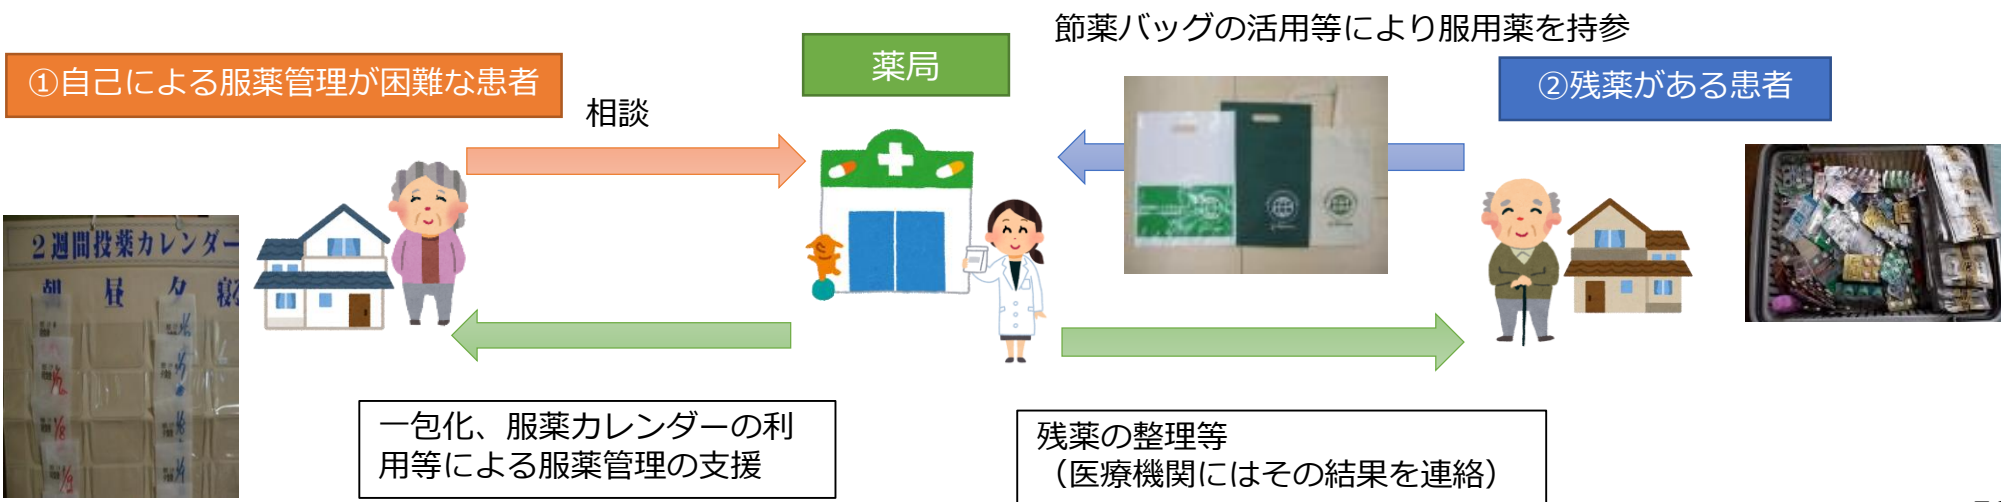 節薬バッグの活用等により服用薬を持参
①自己による服薬管理が困難な患者
薬局
②残薬がある患者
相談
2週間投薬カレンダー
朝 昼 夕 寝
一包化、服薬カレンダーの利
用等による服薬管理の支援
残薬の整理等
（医療機関にはその結果を連絡）